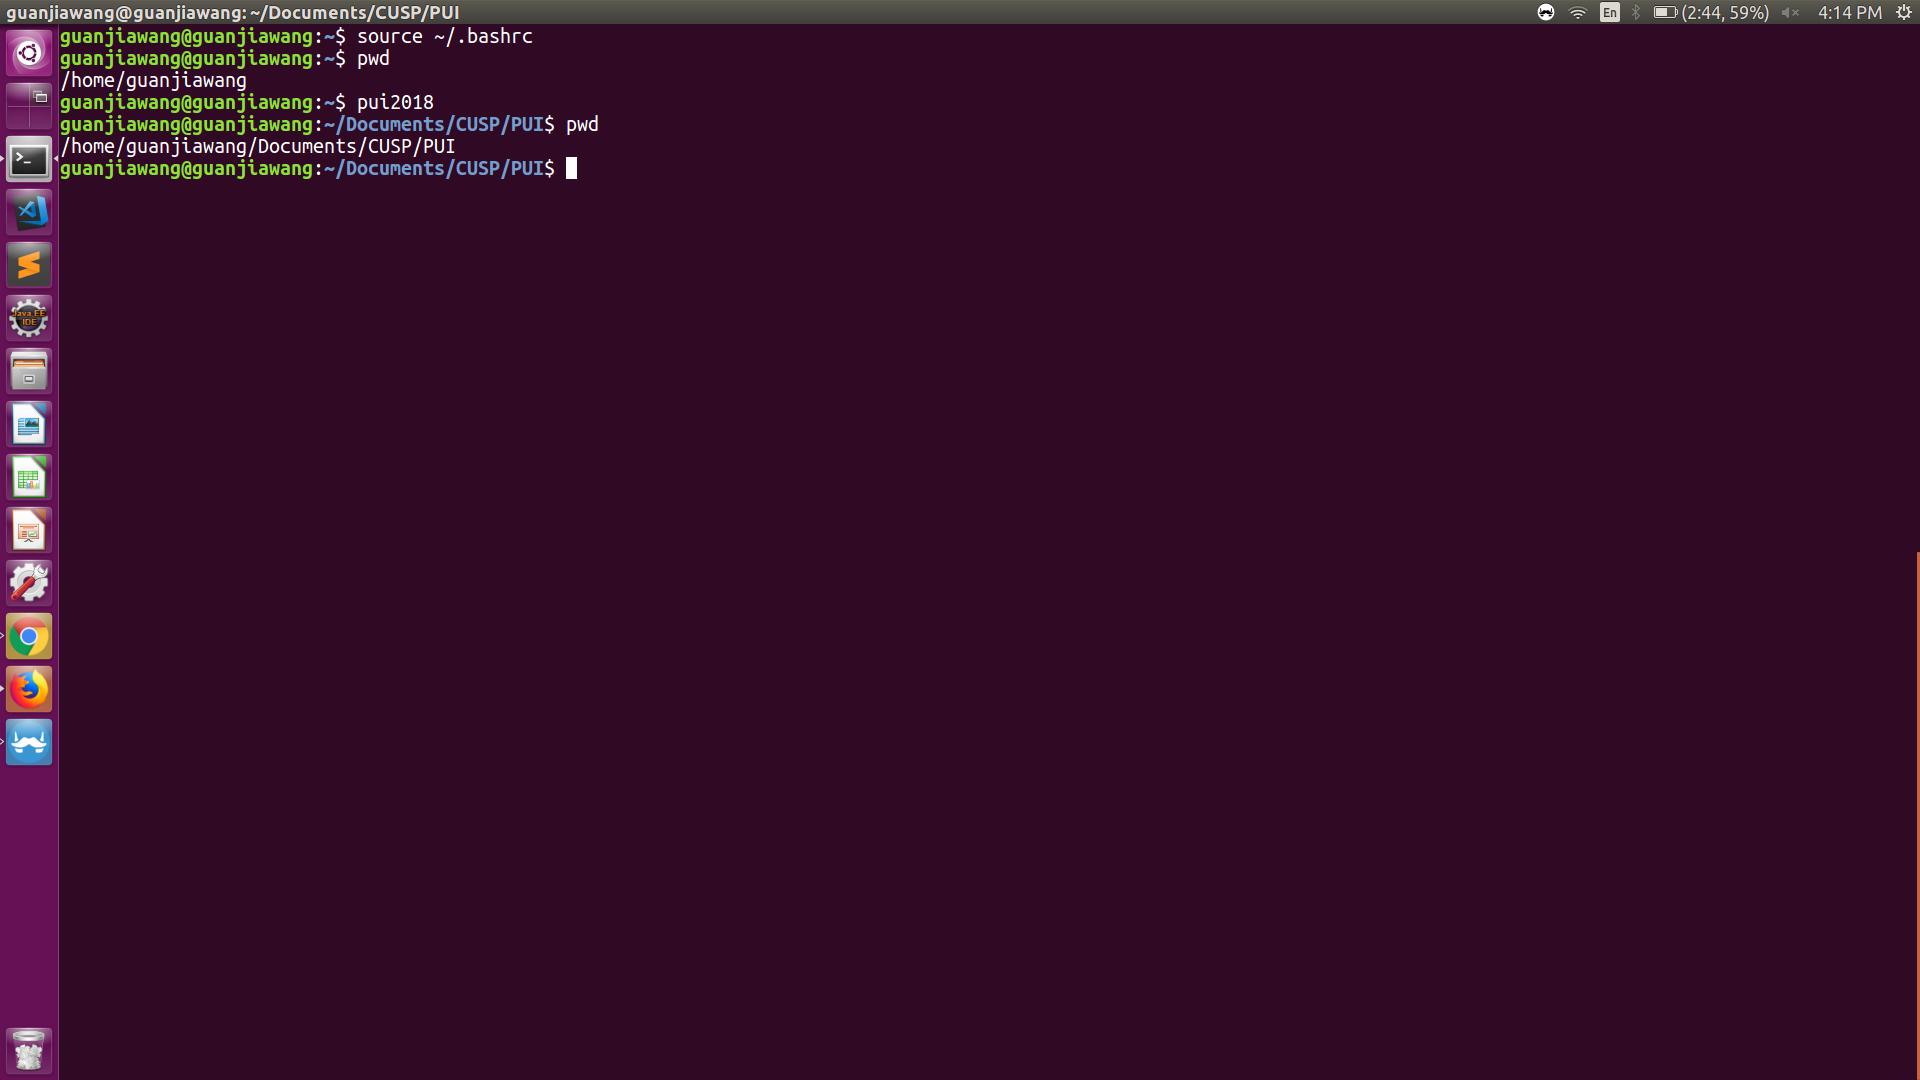 guanjiawang@guanjiawang: ~/Documents/CUSP/PUI
En (2:44, 59%) 4:14 PM
guanjiawang@guanjiawang:~$ source ~/.bashrc
guanjiawang@guanjiawang:~$ pwd
/home/guanjiawang
guanjiawang@guanjiawang:~$ pui2018
guanjiawang@guanjiawang:~/Documents/CUSP/PUI$ pwd
/home/guanjiawang/Documents/CUSP/PUI
guanjiawang@guanjiawang:~/Documents/CUSP/PUI$
>_
Java EE
IDE